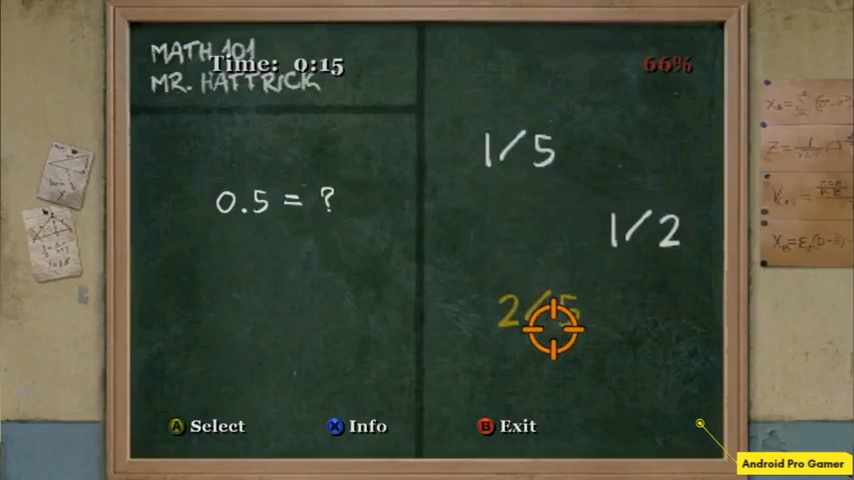 MATH 101
Time: 0:15
66%
MR. HATTRICK
1/5
0.5 = ?
1/2
2/5
A Select
X Info
B Exit
Android Pro Gamer